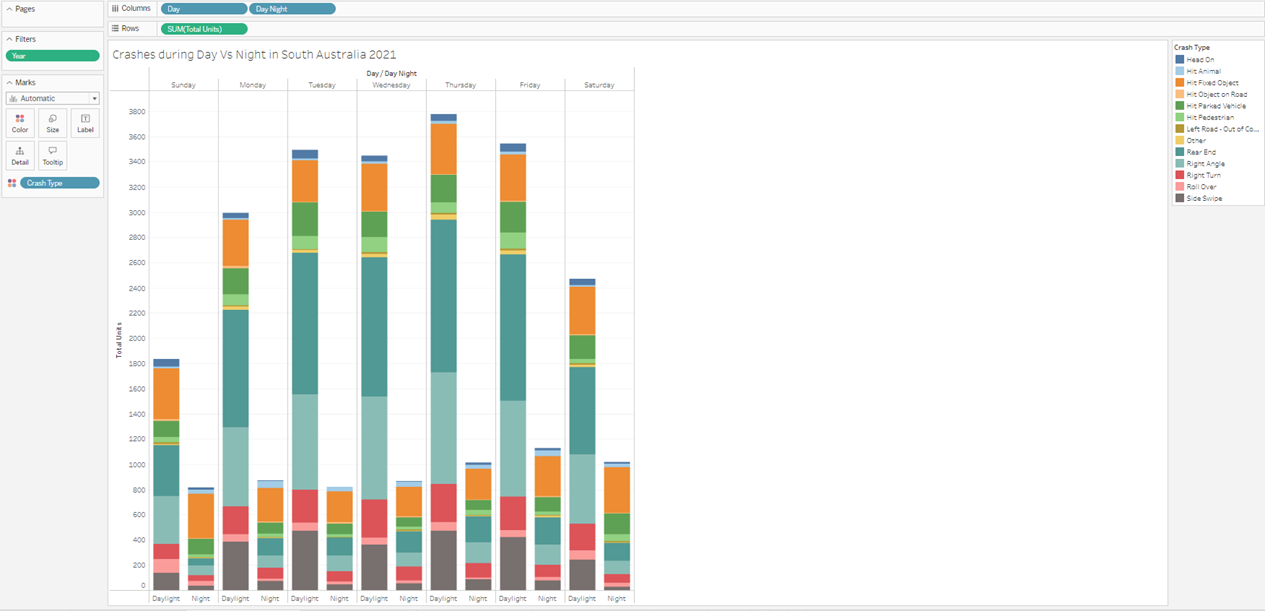 Pages
Columns
Day
Day Night
Rows
SUM(Total Units)
Filters
Year
Marks
Automatic
Color
Size
Label
Detail
Tooltip
Crash Type
Crashes during Day Vs Night in South Australia 2021
Day / Day Night
Sunday
Monday
Tuesday
Wednesday
Thursday
Friday
Saturday
Total Units
3800
3600
3400
3200
3000
2800
2600
2400
2200
2000
1800
1600
1400
1200
1000
800
600
400
200
0
Daylight
Night
Daylight
Night
Daylight
Night
Daylight
Night
Daylight
Night
Daylight
Night
Daylight
Night
Crash Type
Head On
Hit Animal
Hit Fixed Object
Hit Object on Road
Hit Parked Vehicle
Hit Pedestrian
Left Road - Out of Co...
Other
Rear End
Right Angle
Right Turn
Roll Over
Side Swipe